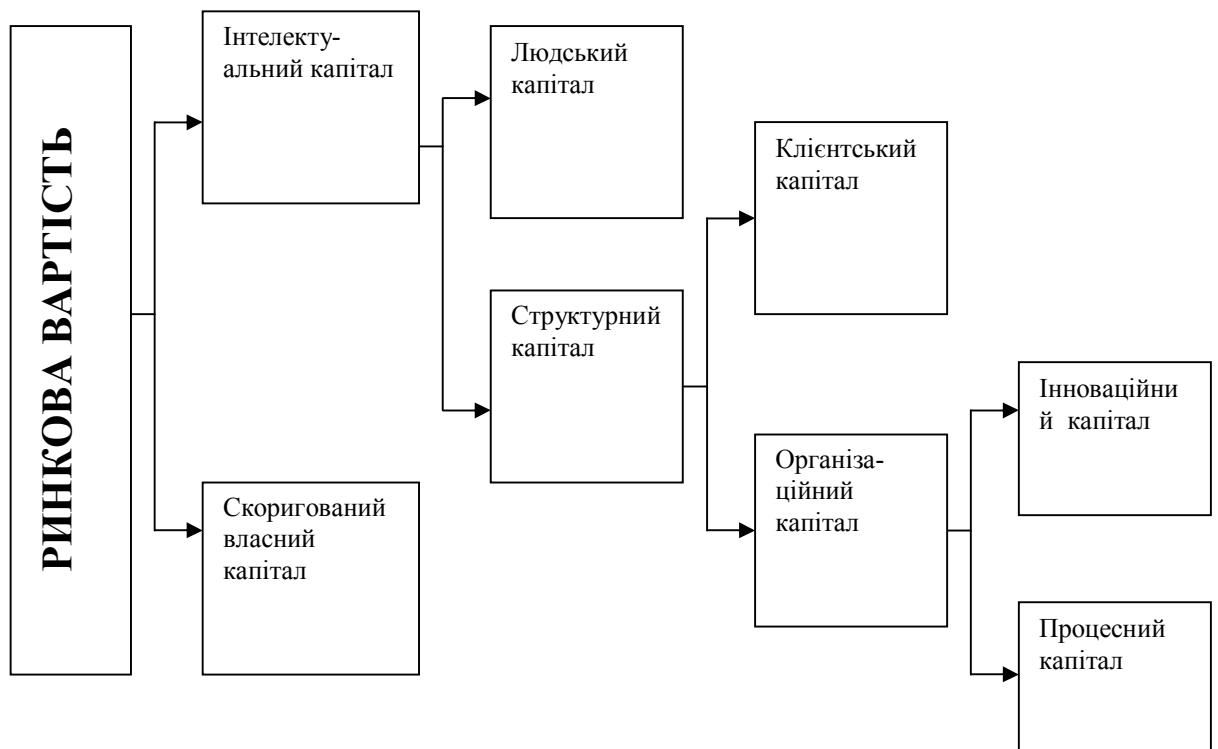 РИНКОВА ВАРТІСТЬ
Інтелекту-
альний капітал
Скоригований
власний
капітал
Людський
капітал
Структурний
капітал
Клієнтський
капітал
Організа-
ційний
капітал
Інноваційни
й капітал
Процесний
капітал